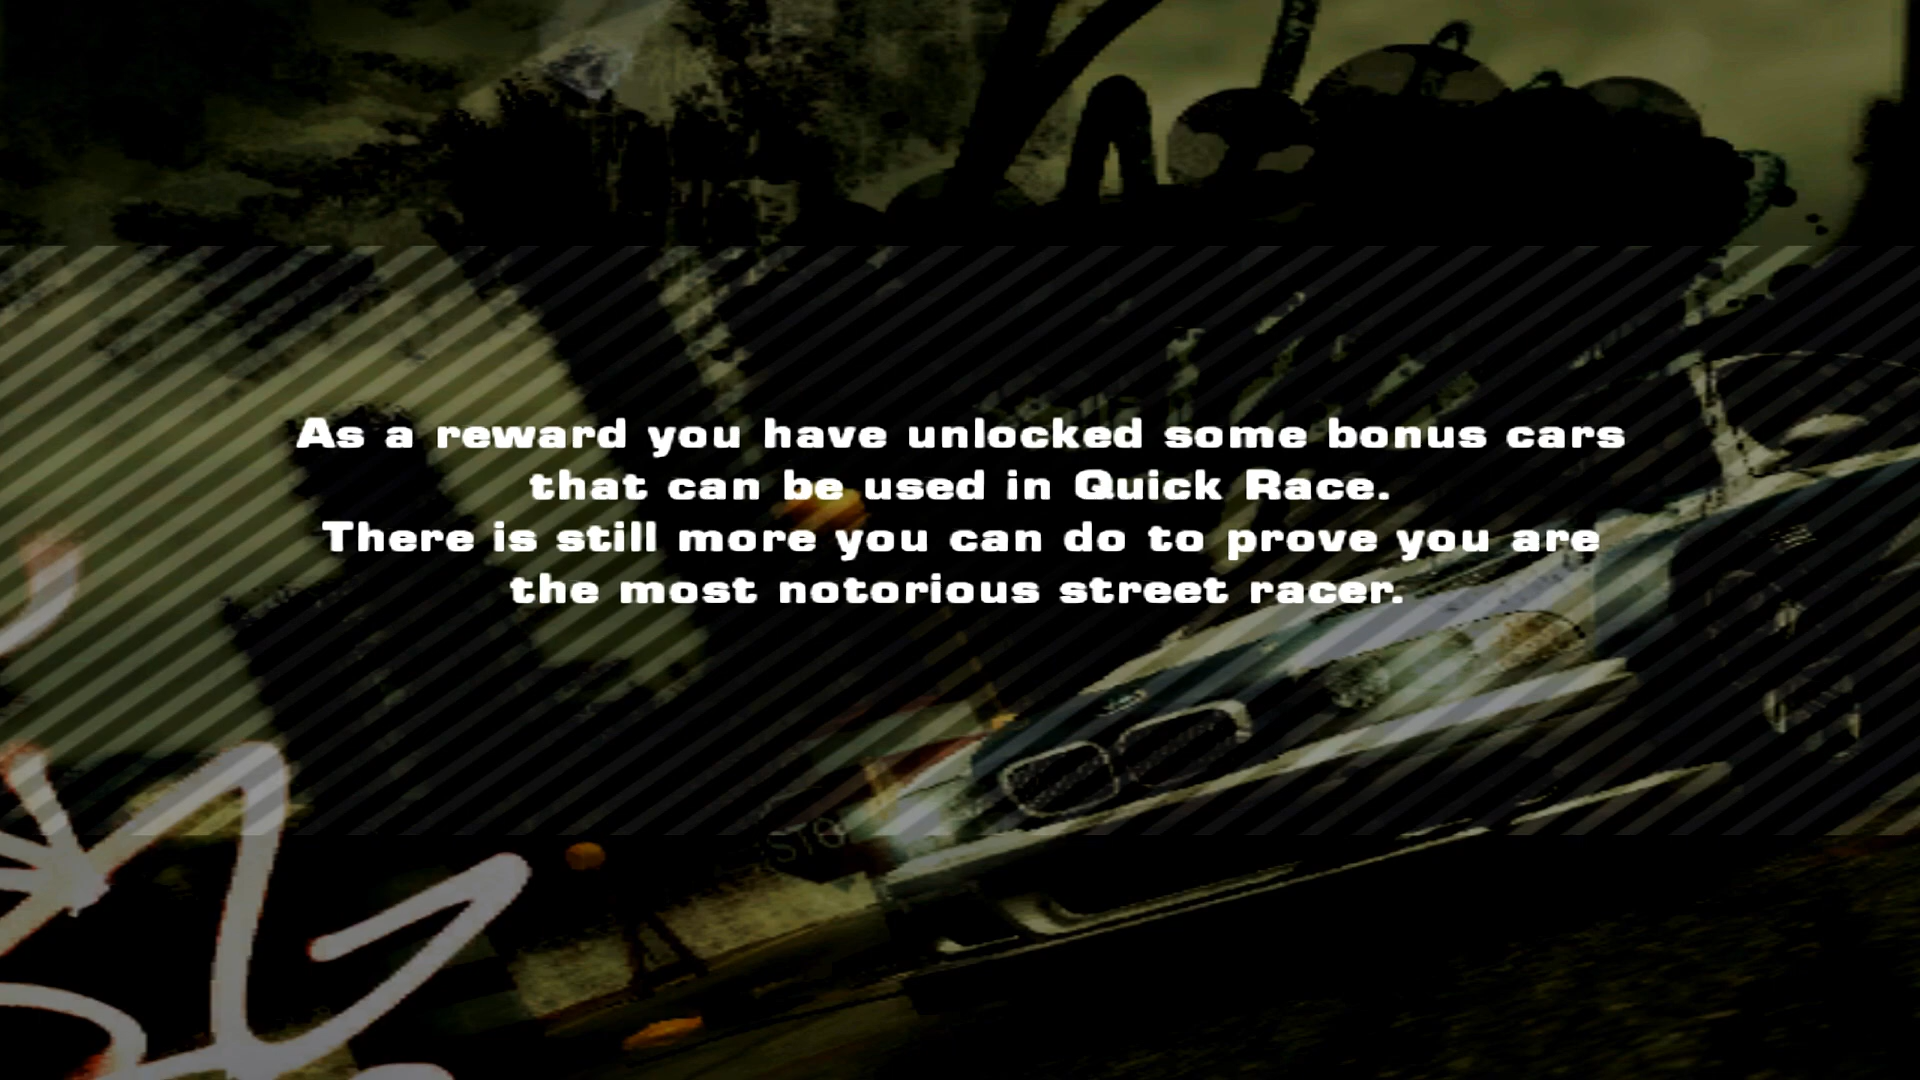 As a reward you have unlocked some bonus cars
that can be used in Quick Race.
There is still more you can do to prove you are
the most notorious street racer.